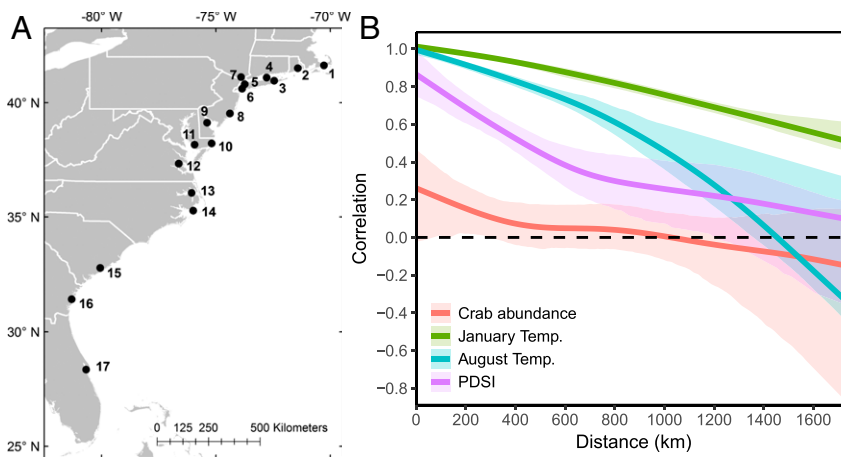 A
-80° W -75° W -70° W
7 4 2 1
5 3
6
40° N
9 8
11 10
12
13
35° N 14
15
16
30° N
17
0 125 250 500 Kilometers
25° N
B
1.0
0.8
0.6
0.4
0.2
0.0
−0.2
−0.4
−0.6
−0.8
Correlation
Crab abundance
January Temp.
August Temp.
PDSI
0 200 400 600 800 1000 1200 1400 1600
Distance (km)